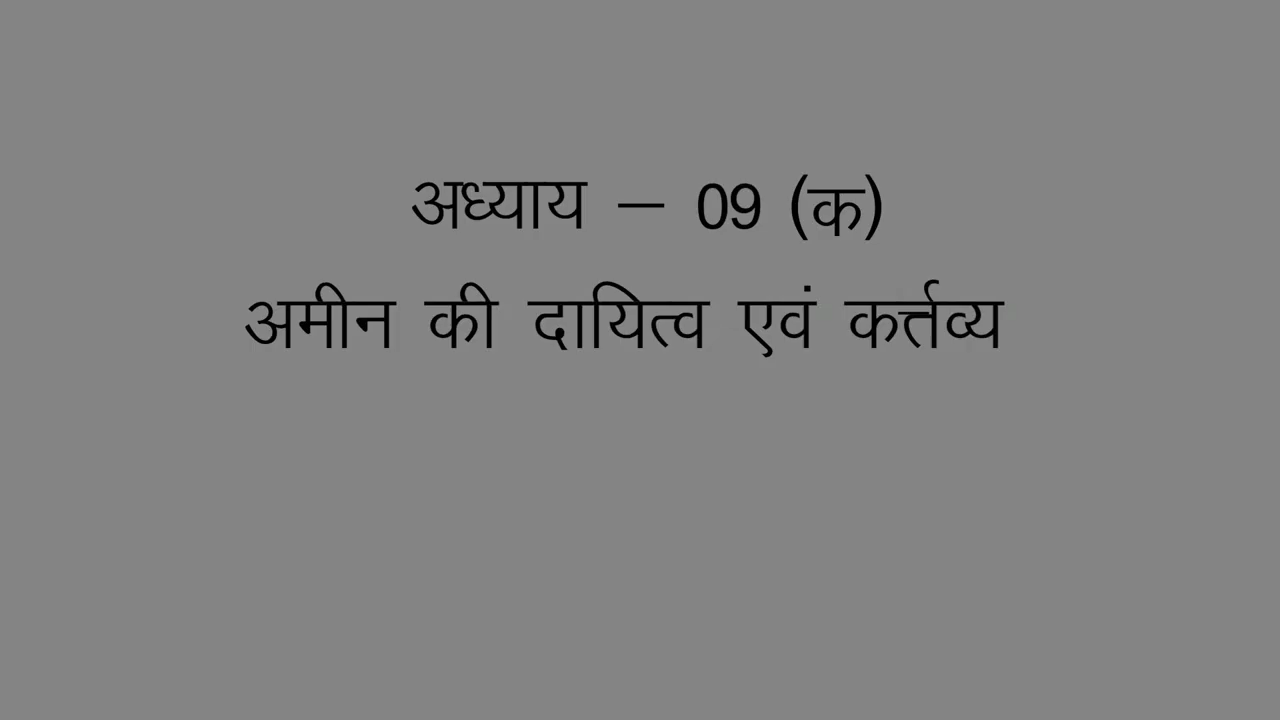 अध्याय – 09 (क)
अमीन की दायित्व एवं कर्त्तव्य